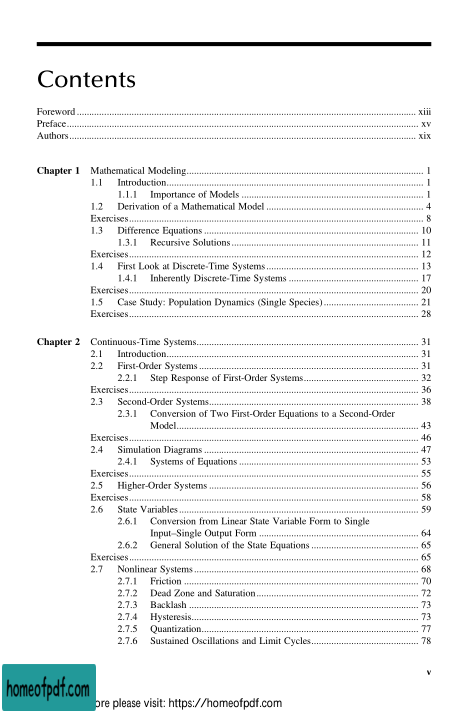 Contents
Foreword ........ xiii
Preface ........ xv
Authors ........ xix
Chapter 1 Mathematical Modeling ........ 1
1.1 Introduction ........ 1
1.1.1 Importance of Models ........ 1
1.2 Derivation of a Mathematical Model ........ 4
Exercises ........ 8
1.3 Difference Equations ........ 10
1.3.1 Recursive Solutions ........ 11
Exercises ........ 12
1.4 First Look at Discrete-Time Systems ........ 13
1.4.1 Inherently Discrete-Time Systems ........ 17
Exercises ........ 20
1.5 Case Study: Population Dynamics (Single Species) ........ 21
Exercises ........ 28
Chapter 2 Continuous-Time Systems ........ 31
2.1 Introduction ........ 31
2.2 First-Order Systems ........ 31
2.2.1 Step Response of First-Order Systems ........ 32
Exercises ........ 36
2.3 Second-Order Systems ........ 38
2.3.1 Conversion of Two First-Order Equations to a Second-Order
Model ........ 43
Exercises ........ 46
2.4 Simulation Diagrams ........ 47
2.4.1 Systems of Equations ........ 53
Exercises ........ 55
2.5 Higher-Order Systems ........ 56
Exercises ........ 58
2.6 State Variables ........ 59
2.6.1 Conversion from Linear State Variable Form to Single
Input–Single Output Form ........ 64
2.6.2 General Solution of the State Equations ........ 65
Exercises ........ 65
2.7 Nonlinear Systems ........ 68
2.7.1 Friction ........ 70
2.7.2 Dead Zone and Saturation ........ 72
2.7.3 Backlash ........ 73
2.7.4 Hysteresis ........ 73
2.7.5 Quantization ........ 77
2.7.6 Sustained Oscillations and Limit Cycles ........ 78
v
homeofpdf.com
ore please visit: https://homeofpdf.com